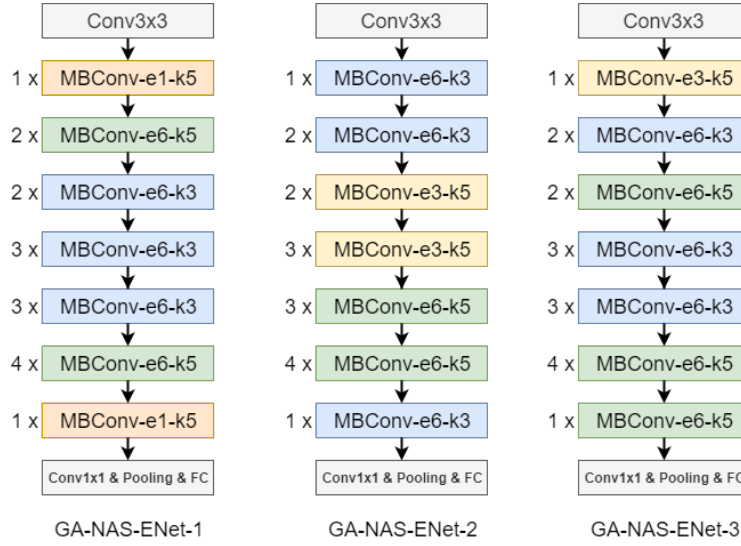 Conv3x3
1 x MBConv-e1-k5
2 x MBConv-e6-k5
2 x MBConv-e6-k3
3 x MBConv-e6-k3
3 x MBConv-e6-k3
4 x MBConv-e6-k5
1 x MBConv-e1-k5
Conv1x1 & Pooling & FC
GA-NAS-ENet-1
Conv3x3
1 x MBConv-e6-k3
2 x MBConv-e6-k3
2 x MBConv-e3-k5
3 x MBConv-e3-k5
3 x MBConv-e6-k5
4 x MBConv-e6-k5
1 x MBConv-e6-k3
Conv1x1 & Pooling & FC
GA-NAS-ENet-2
Conv3x3
1 x MBConv-e3-k5
2 x MBConv-e6-k3
2 x MBConv-e6-k5
3 x MBConv-e6-k3
3 x MBConv-e6-k3
4 x MBConv-e6-k5
1 x MBConv-e6-k5
Conv1x1 & Pooling & FC
GA-NAS-ENet-3